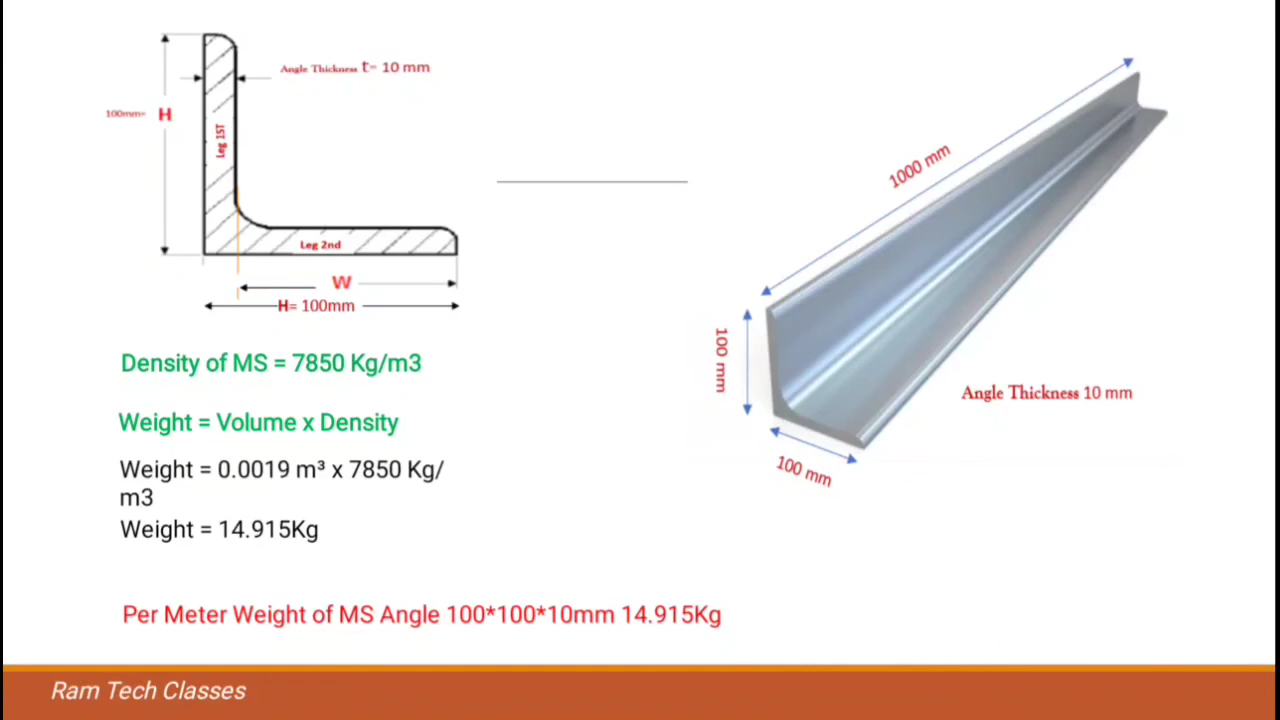 Angle Thickness t= 10 mm
100mm= H
Leg 1ST
Leg 2nd
W
H= 100mm
1000 mm
100 mm
100 mm
Angle Thickness 10 mm
Density of MS = 7850 Kg/m3
Weight = Volume x Density
Weight = 0.0019 m³ x 7850 Kg/
m3
Weight = 14.915Kg
Per Meter Weight of MS Angle 100*100*10mm 14.915Kg
Ram Tech Classes